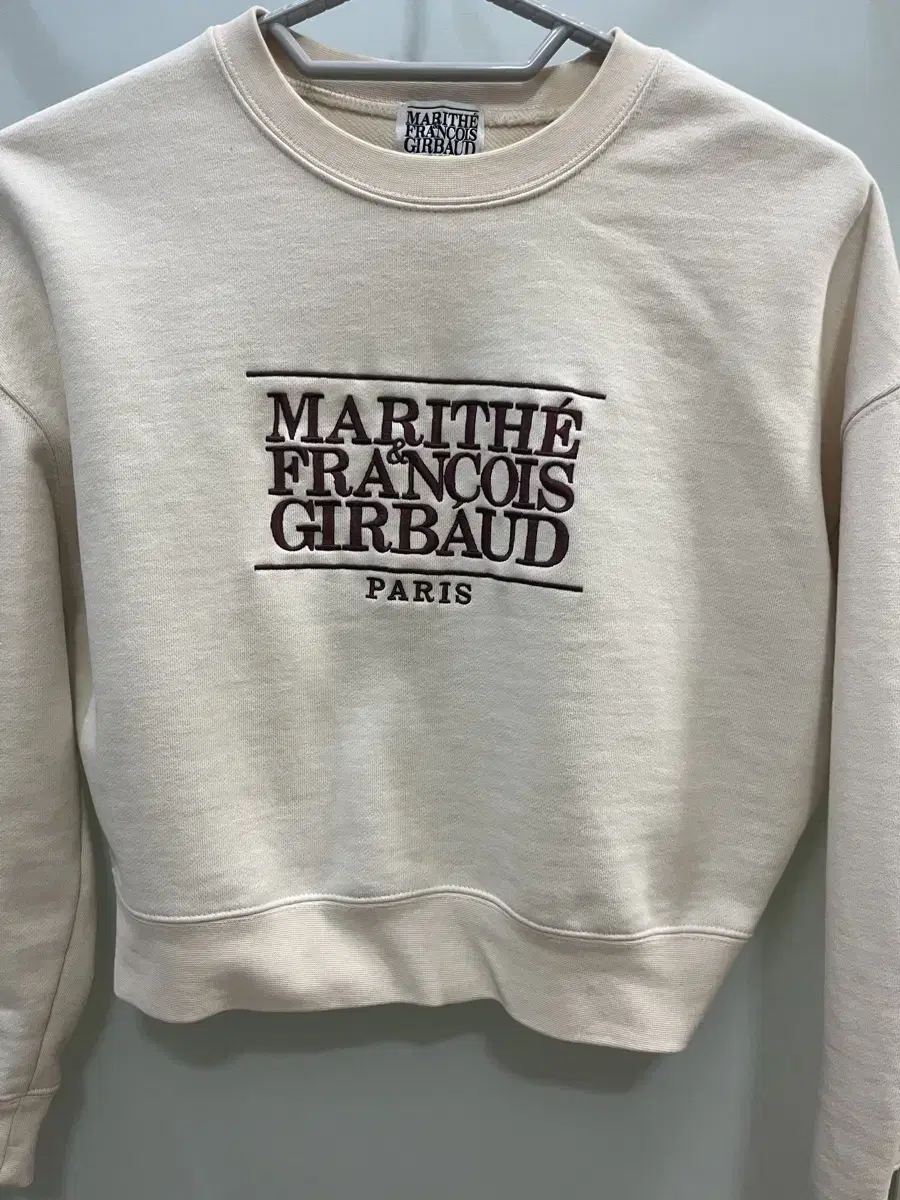 MARITHÉ
FRANÇOIS
GIRBAUD
MARITHÉ
&
FRANÇOIS
GIRBAUD
PARIS